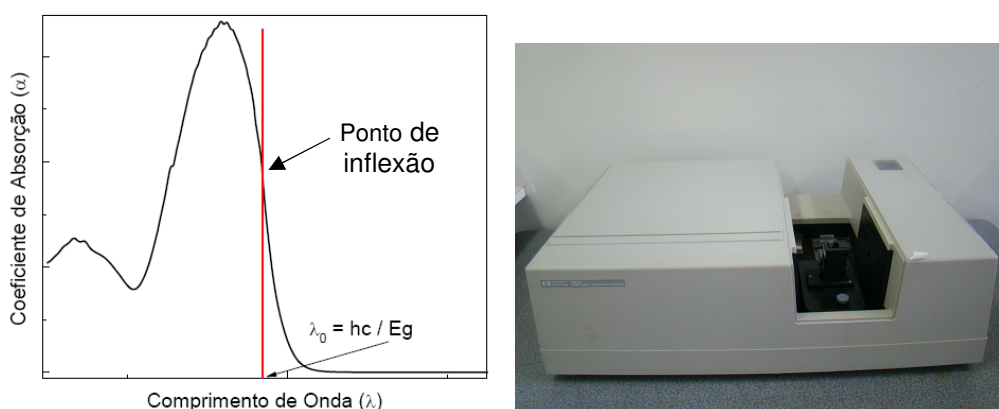 Coeficiente de Absorção (α)
Ponto de
inflexão
λ0 = hc / Eg
Comprimento de Onda (λ)